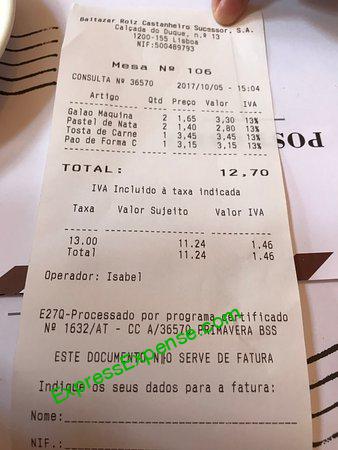 Baltazar Roiz Castanheiro Sucessor, S.A.
Calçada do Duque, n.º 13
1200-155 Lisboa
NIF:500469793
Mesa Nº 106
CONSULTA Nº 36570 2017/10/05 - 15:04
Artigo Qtd Preço Valor IVA
Galao Maquina 2 1,65 3,30 13%
Pastel de Nata 2 1,40 2,80 13%
Tosta de Carne 1 3,45 3,45 13%
Pao de Forma C 1 3,15 3,15 13%
TOTAL: 12,70
IVA Incluido à taxa indicada
Taxa Valor Sujeito Valor IVA
13.00 11.24 1.46
Total 11.24 1.46
Operador: Isabel
E27Q-Processado por programa certificado
Nº 1632/AT - CC A/36570 PRIMAVERA BSS
ESTE DOCUMENTO NÃO SERVE DE FATURA
Indique os seus dados para a fatura:
Nome:
NIF.:
POS
ExpressExpense.com